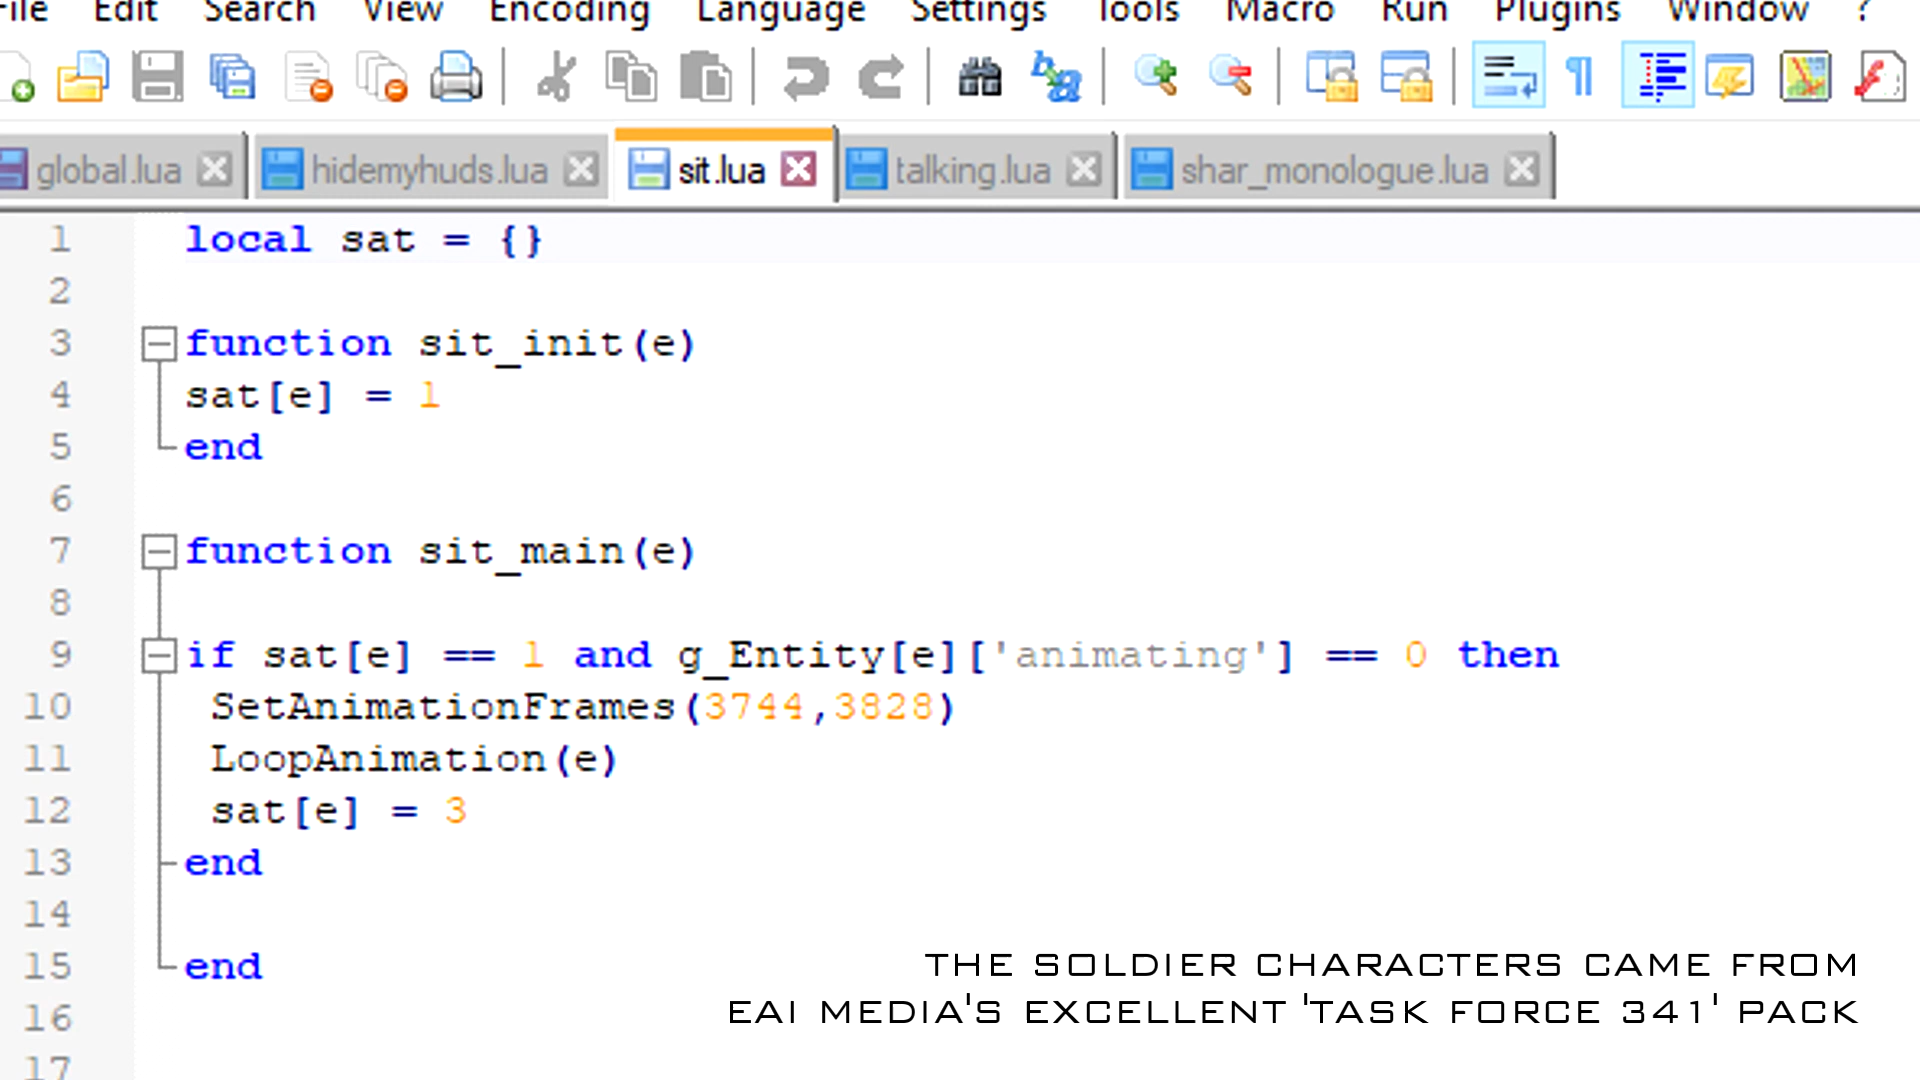 File Edit Search View Encoding Language Settings Tools Macro Run Plugins Window ?
global.lua hidemyhuds.lua sit.lua talking.lua shar_monologue.lua
1 local sat = {}
2
3 function sit_init(e)
4 sat[e] = 1
5 end
6
7 function sit_main(e)
8
9 if sat[e] == 1 and g_Entity[e]['animating'] == 0 then
10 SetAnimationFrames(3744,3828)
11 LoopAnimation(e)
12 sat[e] = 3
13 end
14
15 end
16
17
THE SOLDIER CHARACTERS CAME FROM
EAI MEDIA'S EXCELLENT 'TASK FORCE 341' PACK